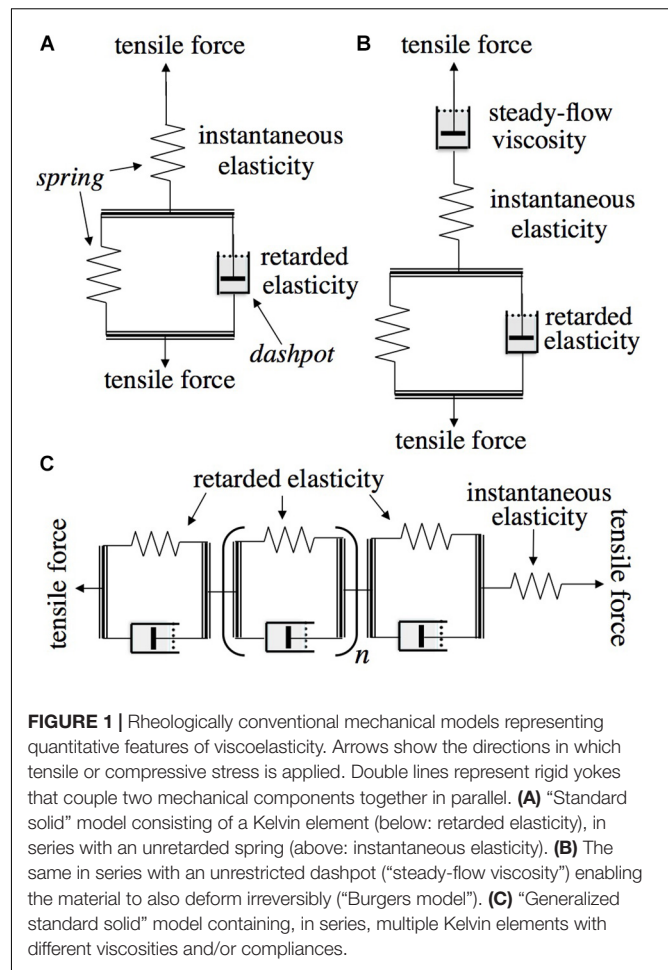 A
tensile force
instantaneous
elasticity
spring
retarded
elasticity
dashpot
tensile force
B
tensile force
steady-flow
viscosity
instantaneous
elasticity
retarded
elasticity
tensile force
C
retarded elasticity
instantaneous
elasticity
tensile force
tensile force
n
FIGURE 1 | Rheologically conventional mechanical models representing
quantitative features of viscoelasticity. Arrows show the directions in which
tensile or compressive stress is applied. Double lines represent rigid yokes
that couple two mechanical components together in parallel. (A) “Standard
solid” model consisting of a Kelvin element (below: retarded elasticity), in
series with an unretarded spring (above: instantaneous elasticity). (B) The
same in series with an unrestricted dashpot (“steady-flow viscosity”) enabling
the material to also deform irreversibly (“Burgers model”). (C) “Generalized
standard solid” model containing, in series, multiple Kelvin elements with
different viscosities and/or compliances.